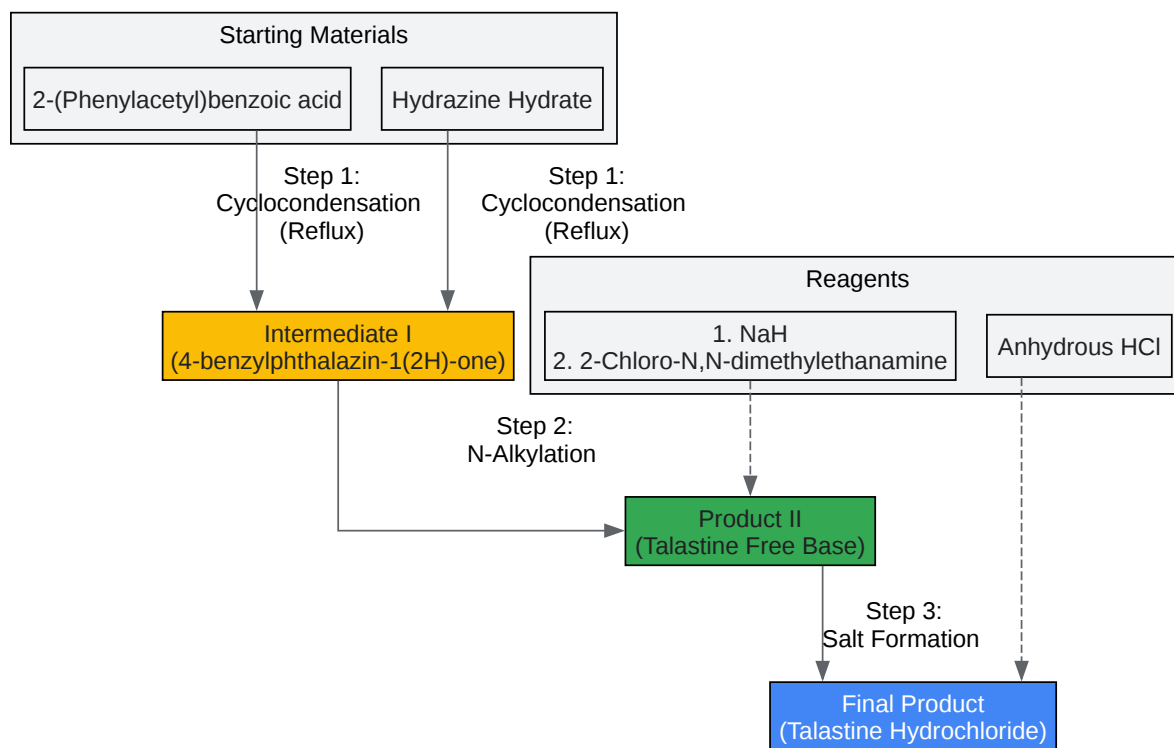 Starting Materials
2-(Phenylacetyl)benzoic acid
Hydrazine Hydrate
Step 1:
Cyclocondensation
(Reflux)
Step 1:
Cyclocondensation
(Reflux)
Reagents
Intermediate I
(4-benzylphthalazin-1(2H)-one)
1. NaH
2. 2-Chloro-N,N-dimethylethanamine
Anhydrous HCl
Step 2:
N-Alkylation
Product II
(Talastine Free Base)
Step 3:
Salt Formation
Final Product
(Talastine Hydrochloride)